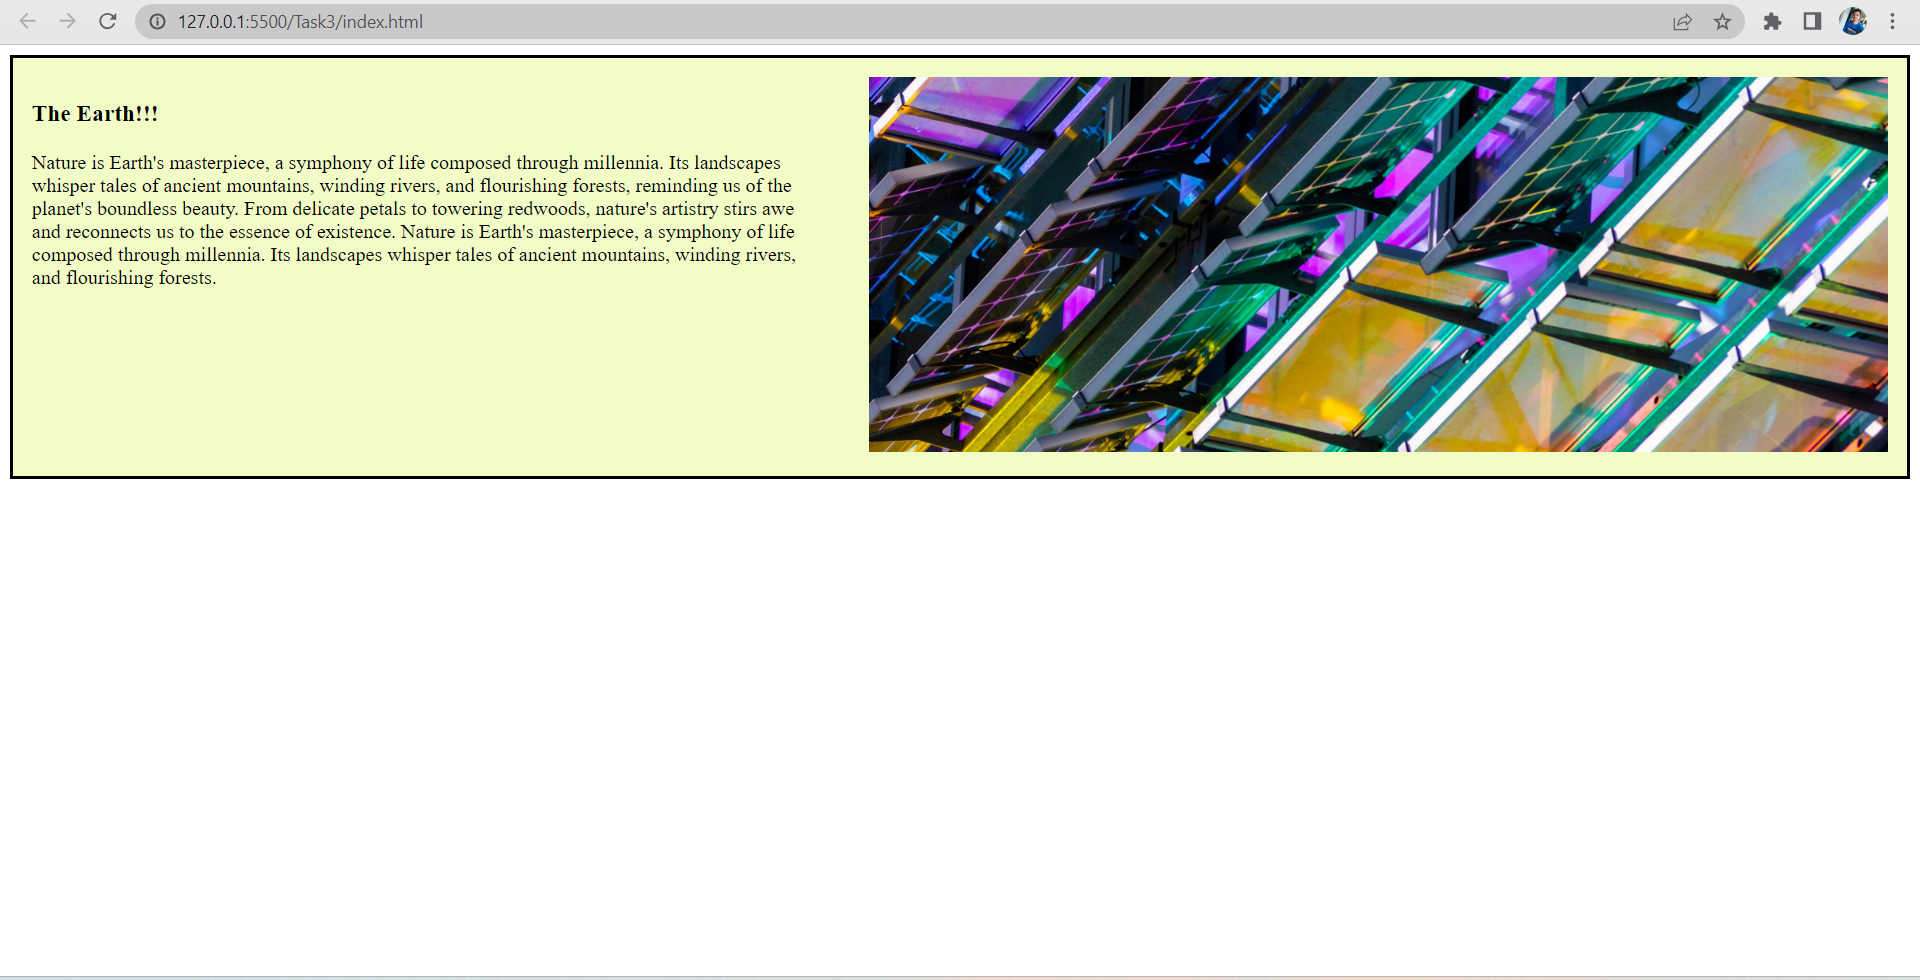 127.0.0.1:5500/Task3/index.html
The Earth!!!
Nature is Earth's masterpiece, a symphony of life composed through millennia. Its landscapes
whisper tales of ancient mountains, winding rivers, and flourishing forests, reminding us of the
planet's boundless beauty. From delicate petals to towering redwoods, nature's artistry stirs awe
and reconnects us to the essence of existence. Nature is Earth's masterpiece, a symphony of life
composed through millennia. Its landscapes whisper tales of ancient mountains, winding rivers,
and flourishing forests.